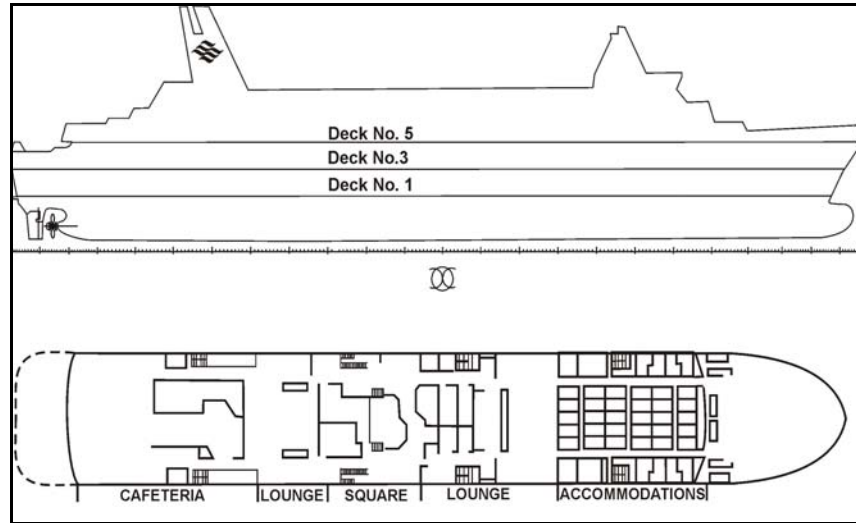 Deck No. 5
Deck No.3
Deck No. 1
CAFETERIA LOUNGE SQUARE LOUNGE ACCOMMODATIONS